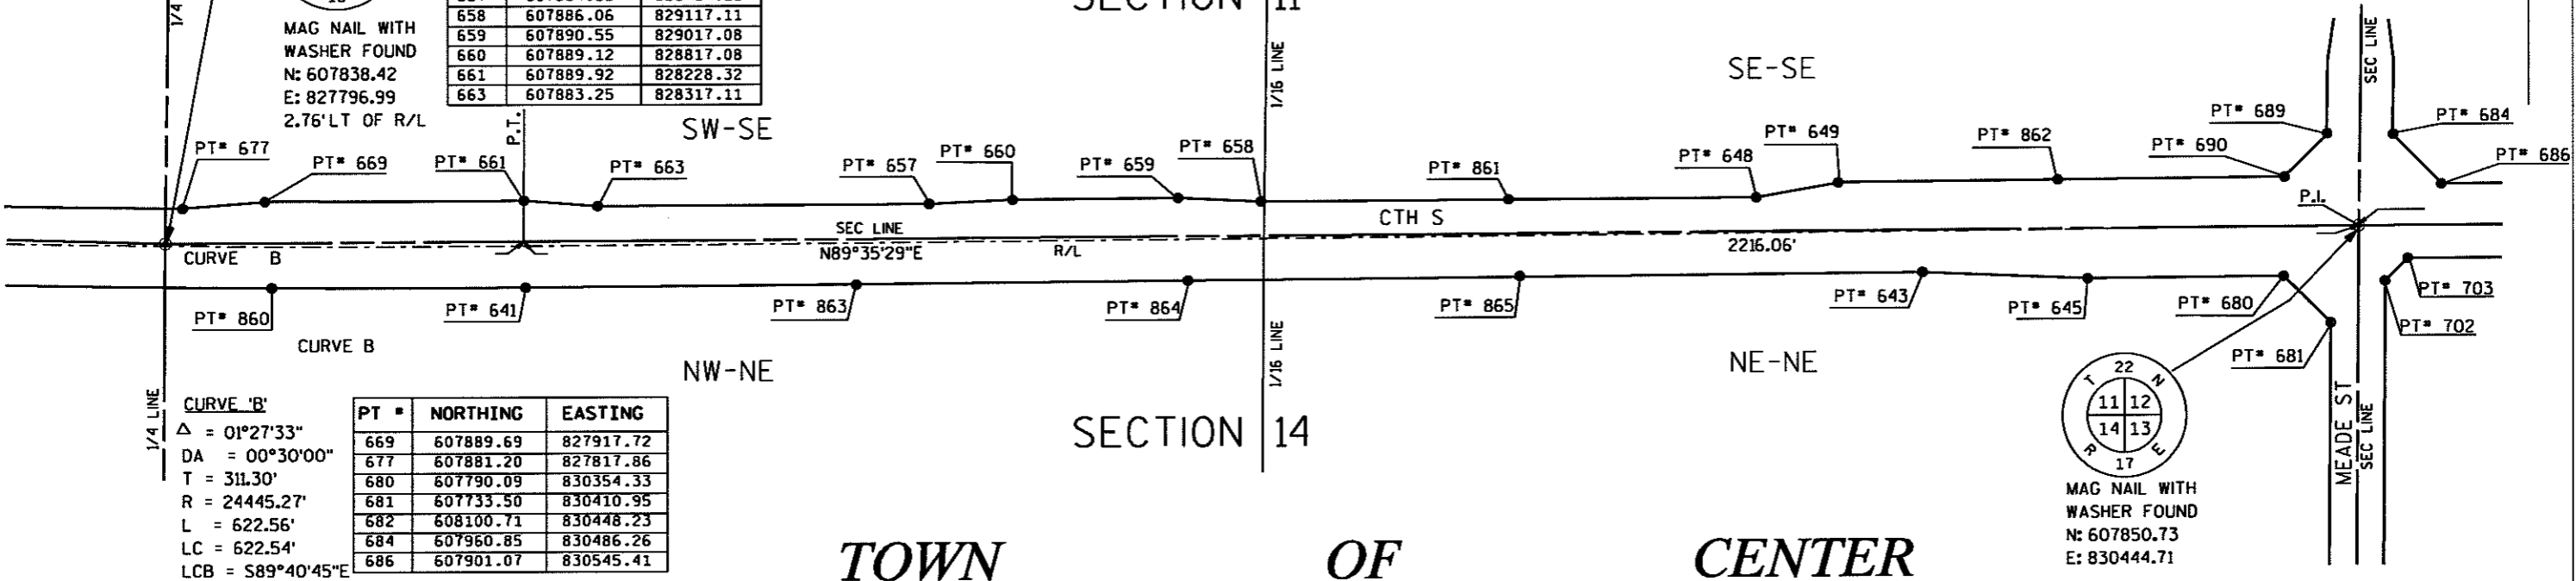 SECTION 11
1/4
MAG NAIL WITH
WASHER FOUND
N: 607838.42
E: 827796.99
2.76' LT OF R/L
658 607886.06 829117.11
659 607890.55 829017.08
660 607889.12 828817.08
661 607889.92 828228.32
663 607883.25 828317.11
P.T.
SW-SE
1/16 LINE
SE-SE
SEC LINE
PT# 677
PT# 669
PT# 661
PT# 663
PT# 657
PT# 660
PT# 659
PT# 658
PT# 861
PT# 648
PT# 649
PT# 862
PT# 690
PT# 689
PT# 684
PT# 686
P.I.
CTH S
SEC LINE
CURVE B
N89°35'29"E
R/L
2216.06'
PT# 860
PT# 641
PT# 863
PT# 864
PT# 865
PT# 643
PT# 645
PT# 680
PT# 681
PT# 703
PT# 702
CURVE B
NW-NE
1/16 LINE
NE-NE
1/4 LINE
CURVE 'B'
Δ = 01°27'33"
DA = 00°30'00"
T = 311.30'
R = 24445.27'
L = 622.56'
LC = 622.54'
LCB = S89°40'45"E
PT # NORTHING EASTING
669 607889.69 827917.72
677 607881.20 827817.86
680 607790.09 830354.33
681 607733.50 830410.95
682 608100.71 830448.23
684 607960.85 830486.26
686 607901.07 830545.41
SECTION 14
T 22 N
11 12
14 13
R 17 E
MAG NAIL WITH
WASHER FOUND
N: 607850.73
E: 830444.71
MEADE ST
SEC LINE
TOWN OF CENTER